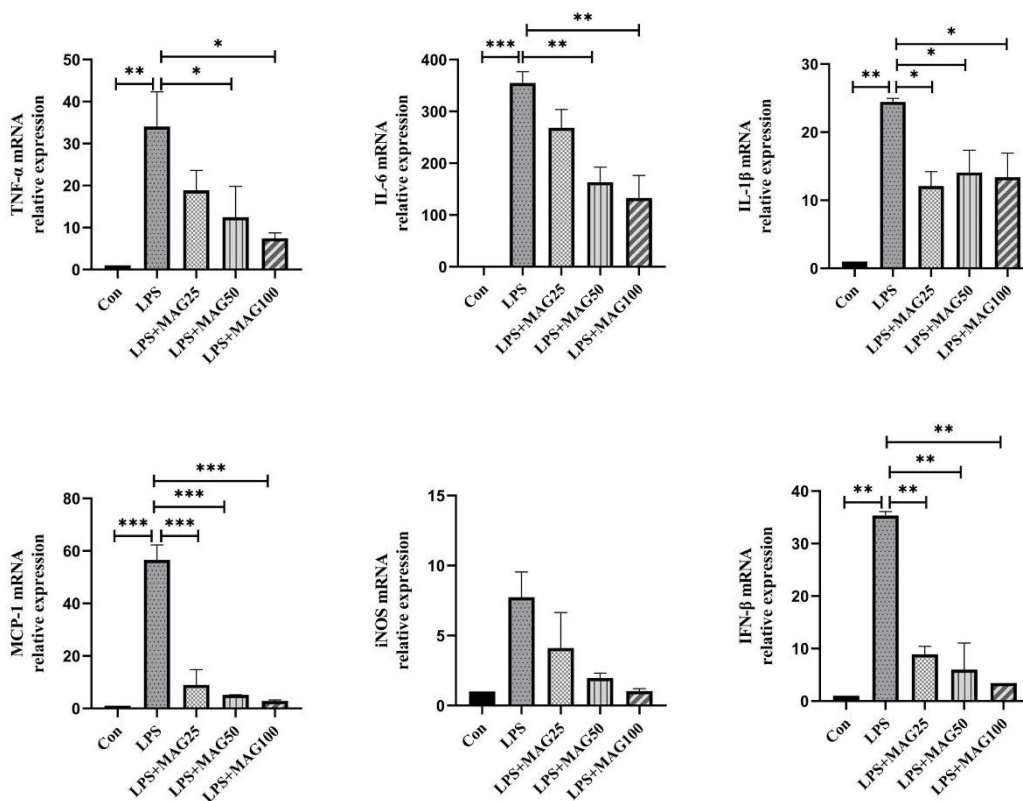 TNF-α mRNA
relative expression
50
40
30
20
10
0
**
*
*
Con
LPS
LPS+MAG25
LPS+MAG50
LPS+MAG100
IL-6 mRNA
relative expression
400
300
200
100
0
***
**
**
Con
LPS
LPS+MAG25
LPS+MAG50
LPS+MAG100
IL-1β mRNA
relative expression
30
20
10
0
**
*
*
*
Con
LPS
LPS+MAG25
LPS+MAG50
LPS+MAG100
MCP-1 mRNA
relative expression
80
60
40
20
0
***
***
***
***
Con
LPS
LPS+MAG25
LPS+MAG50
LPS+MAG100
iNOS mRNA
relative expression
15
10
5
0
Con
LPS
LPS+MAG25
LPS+MAG50
LPS+MAG100
IFN-β mRNA
relative expression
40
30
20
10
0
**
**
**
**
Con
LPS
LPS+MAG25
LPS+MAG50
LPS+MAG100